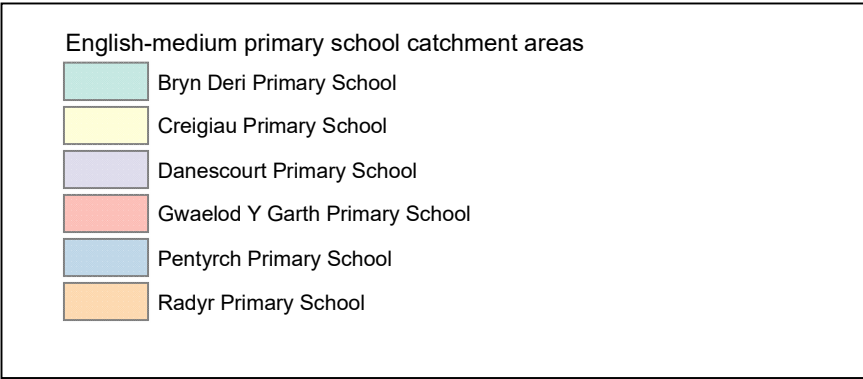 English-medium primary school catchment areas
Bryn Deri Primary School
Creigiau Primary School
Danescourt Primary School
Gwaelod Y Garth Primary School
Pentyrch Primary School
Radyr Primary School